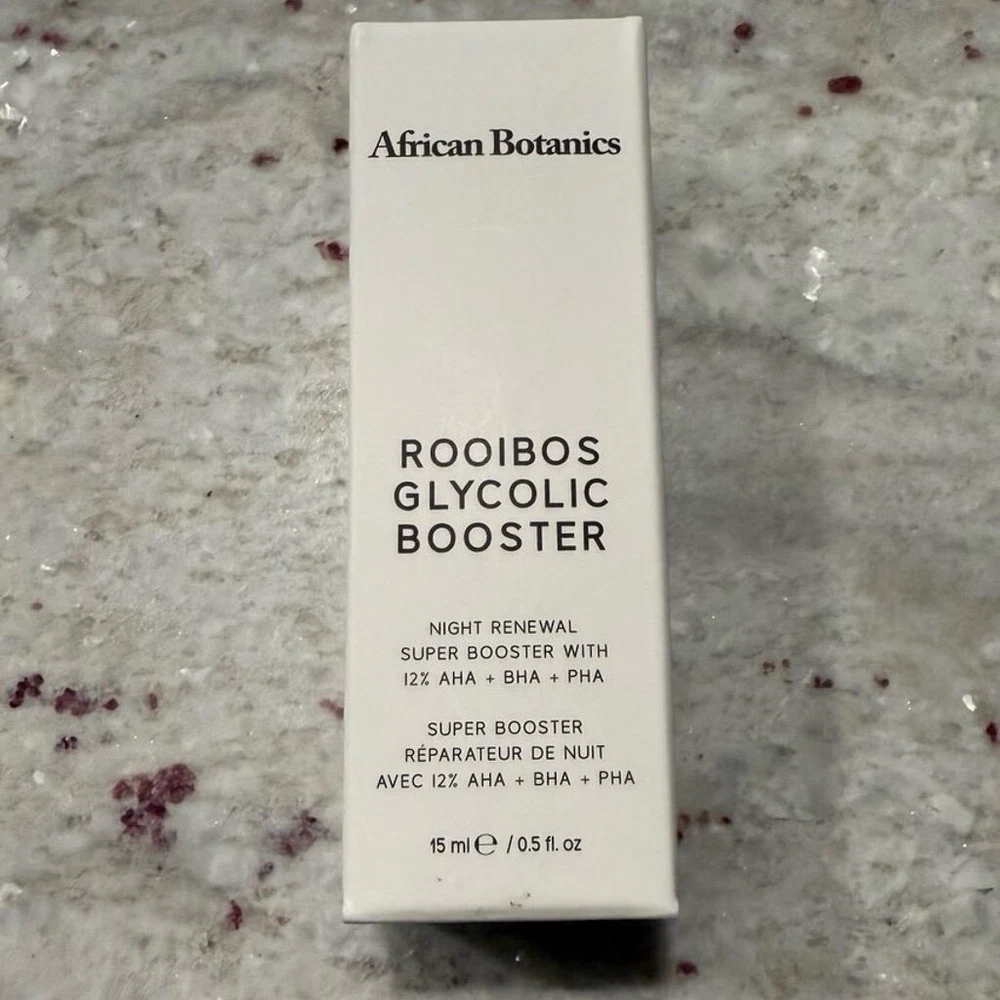 African Botanics
ROOIBOS
GLYCOLIC
BOOSTER
NIGHT RENEWAL
SUPER BOOSTER WITH
12% AHA + BHA + PHA
SUPER BOOSTER
RÉPARATEUR DE NUIT
AVEC 12% AHA + BHA + PHA
15 ml ℮ / 0.5 fl. oz